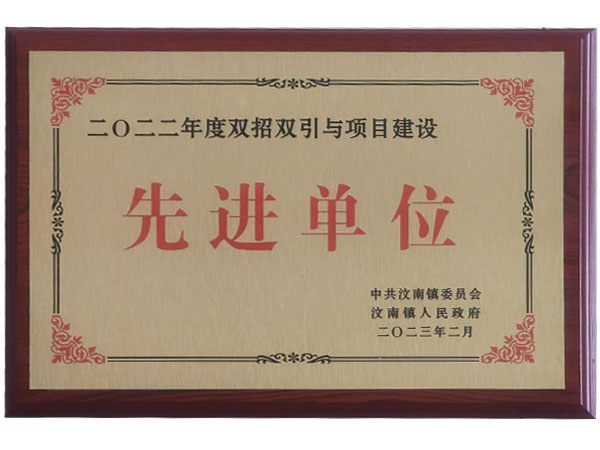 二〇二二年度双招双引与项目建设
先进单位
中共汶南镇委员会
汶南镇人民政府
二〇二三年二月